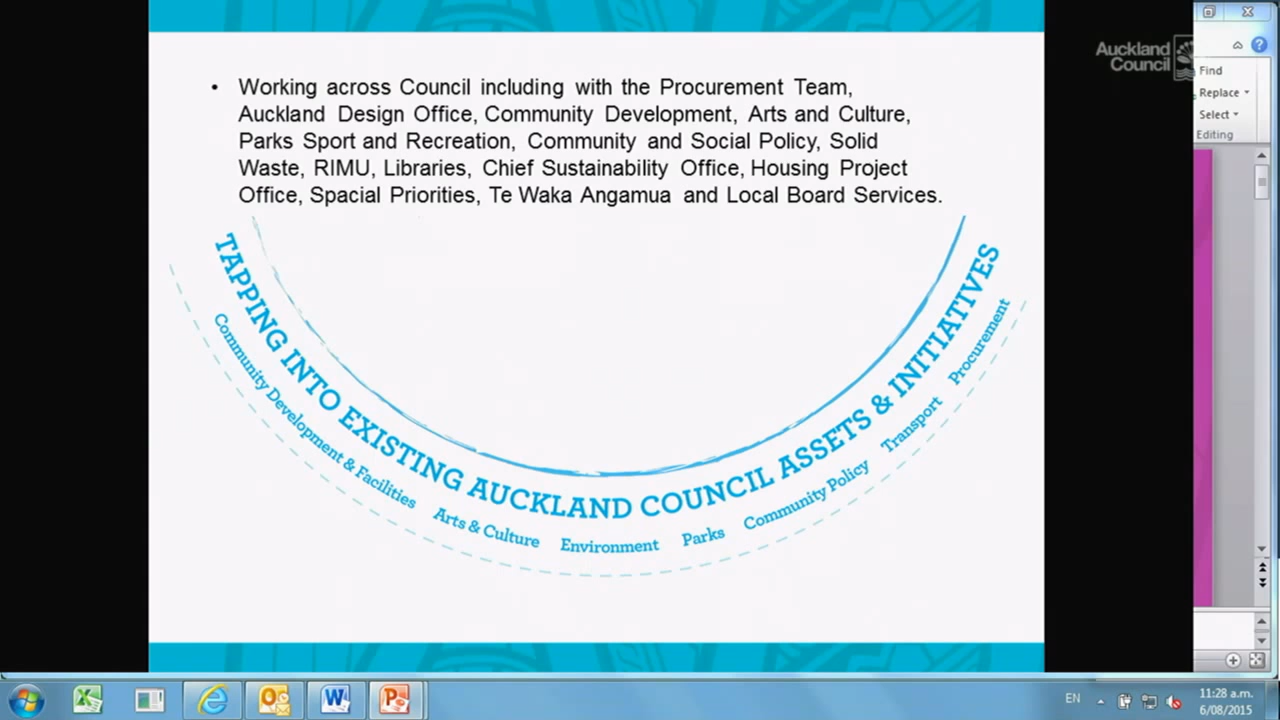 • Working across Council including with the Procurement Team,
Auckland Design Office, Community Development, Arts and Culture,
Parks Sport and Recreation, Community and Social Policy, Solid
Waste, RIMU, Libraries, Chief Sustainability Office, Housing Project
Office, Spacial Priorities, Te Waka Angamua and Local Board Services.
TAPPING INTO EXISTING AUCKLAND COUNCIL ASSETS & INITIATIVES
Community Development & Facilities Arts & Culture Environment Parks Community Policy Transport Procurement
Auckland
Council
Find
Replace
Select
Editing
EN
11:28 a.m.
6/08/2015